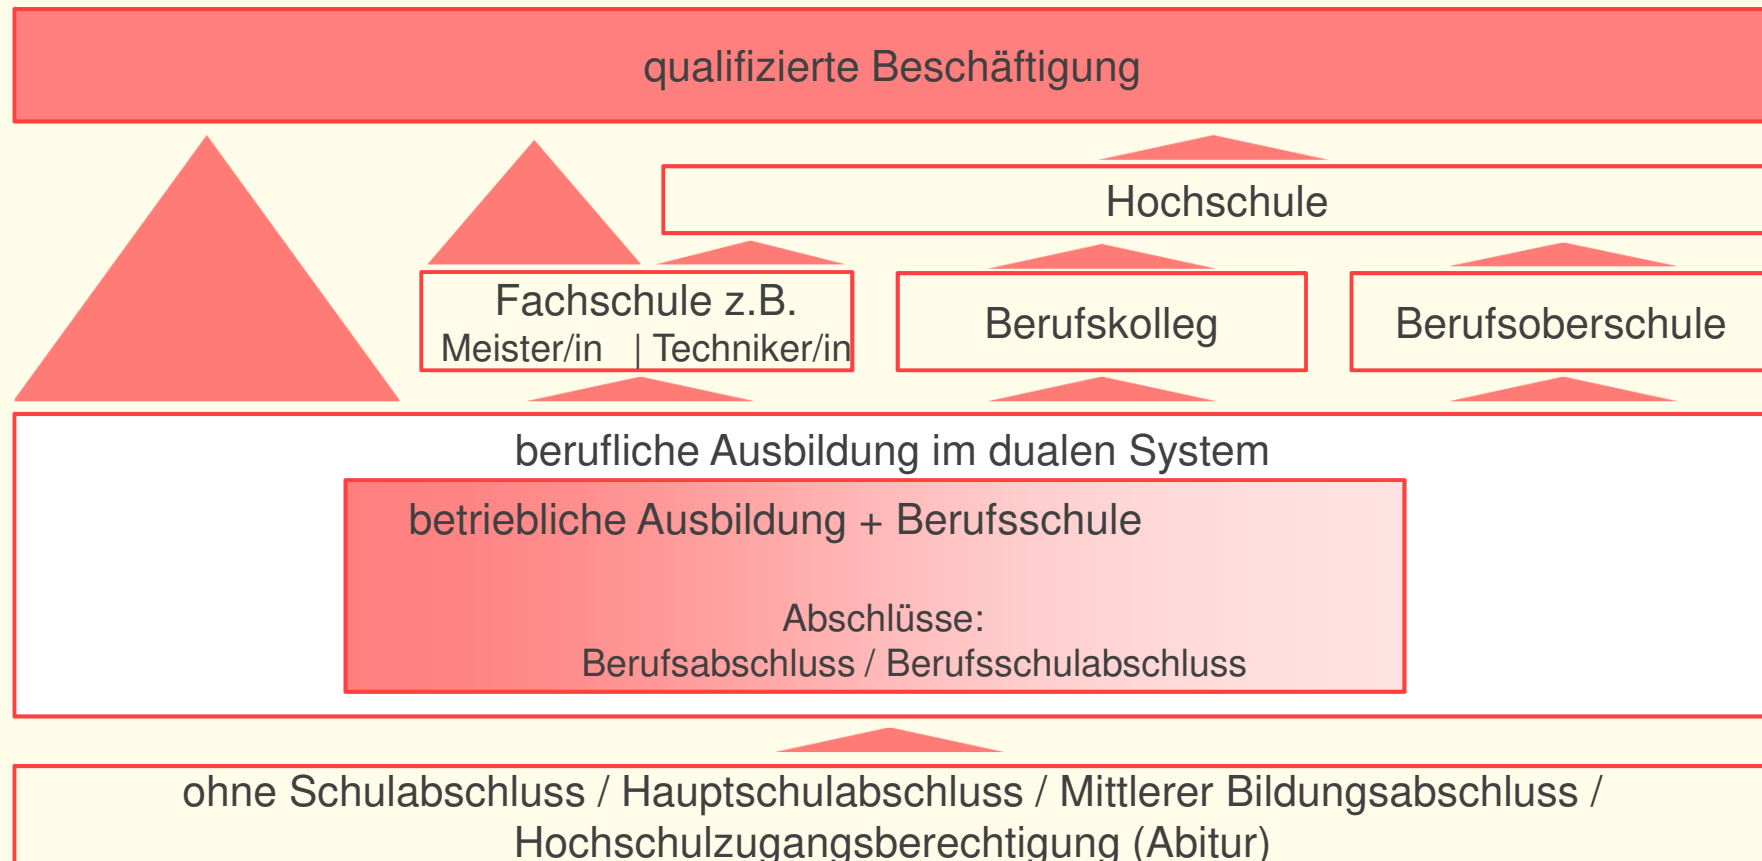 qualifizierte Beschäftigung
Hochschule
Fachschule z.B.
Meister/in | Techniker/in
Berufskolleg
Berufsoberschule
berufliche Ausbildung im dualen System
betriebliche Ausbildung + Berufsschule
Abschlüsse:
Berufsabschluss / Berufsschulabschluss
ohne Schulabschluss / Hauptschulabschluss / Mittlerer Bildungsabschluss /
Hochschulzugangsberechtigung (Abitur)